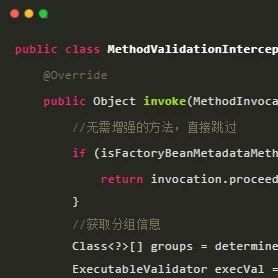 public class MethodValidationIntercep
@Override
public Object invoke(MethodInvoca
//无需增强的方法，直接跳过
if (isFactoryBeanMetadataMeth
return invocation.proceed
}
//获取分组信息
Class<?>[] groups = determine
ExecutableValidator execVal =